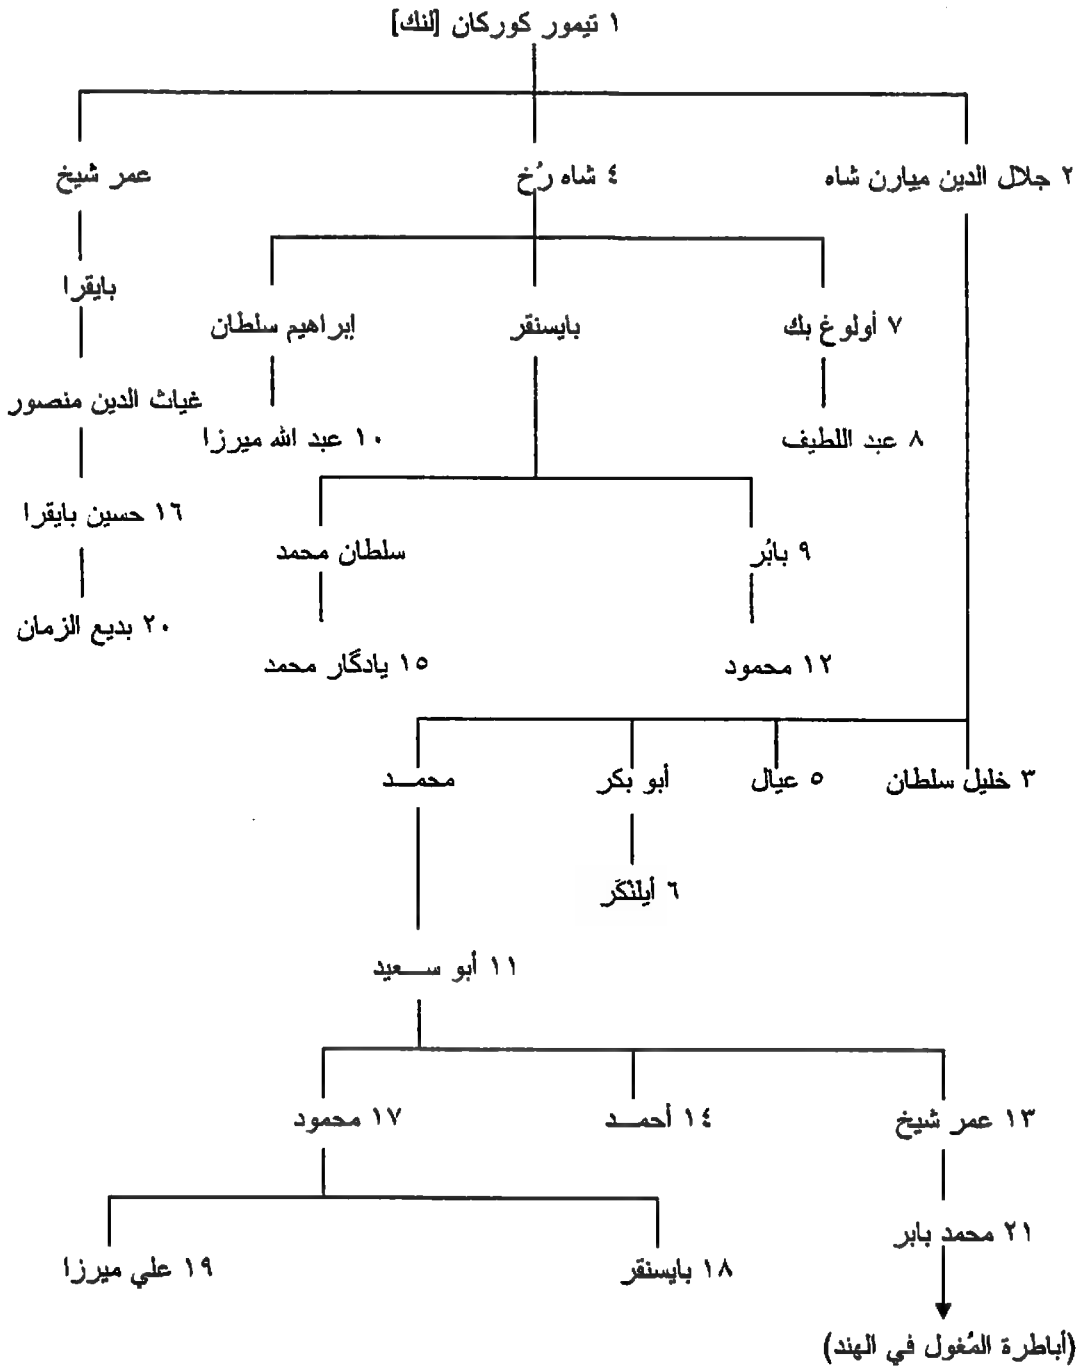 ١ تيمور كوركان [لنك]
٢ جلال الدين ميارن شاه
٤ شاه رُخ
عمر شيخ
بايقرا
٧ أولوغ بك
بايسنقر
إبراهيم سلطان
غياث الدين منصور
٨ عبد اللطيف
١٠ عبد الله ميرزا
١٦ حسين بايقرا
٩ بابُر
سلطان محمد
٢٠ بديع الزمان
١٢ محمود
١٥ يادگار محمد
٣ خليل سلطان
٥ عيال
أبو بكر
محمــد
٦ أيلَنْكَر
١١ أبو ســعيد
١٣ عمر شيخ
١٤ أحمــد
١٧ محمود
٢١ محمد بابر
١٨ بايسنقر
١٩ علي ميرزا
(أباطرة المُغول في الهند)